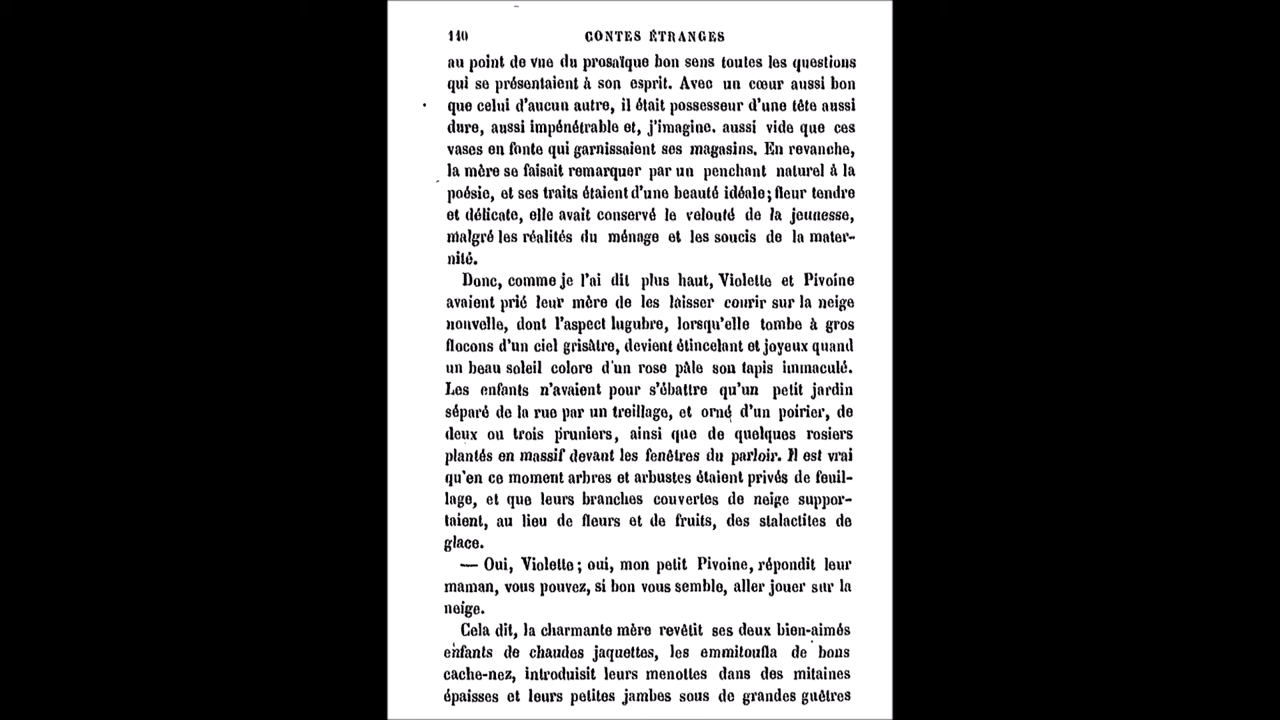 110 CONTES ÉTRANGES
au point de vue du prosaïque bon sens toutes les questions
qui se présentaient à son esprit. Avec un cœur aussi bon
que celui d'aucun autre, il était possesseur d'une tête aussi
dure, aussi impénétrable et, j'imagine. aussi vide que ces
vases en fonte qui garnissaient ses magasins. En revanche,
la mère se faisait remarquer par un penchant naturel à la
poésie, et ses traits étaient d'une beauté idéale; fleur tendre
et délicate, elle avait conservé le velouté de la jeunesse,
malgré les réalités du ménage et les soucis de la mater-
nité.
Donc, comme je l'ai dit plus haut, Violette et Pivoine
avaient prié leur mère de les laisser courir sur la neige
nouvelle, dont l'aspect lugubre, lorsqu'elle tombe à gros
flocons d'un ciel grisâtre, devient étincelant et joyeux quand
un beau soleil colore d'un rose pâle son tapis immaculé.
Les enfants n'avaient pour s'ébattre qu'un petit jardin
séparé de la rue par un treillage, et orné d'un poirier, de
deux ou trois pruniers, ainsi que de quelques rosiers
plantés en massif devant les fenêtres du parloir. Il est vrai
qu'en ce moment arbres et arbustes étaient privés de feuil-
lage, et que leurs branches couvertes de neige suppor-
taient, au lieu de fleurs et de fruits, des stalactites de
glace.
— Oui, Violette; oui, mon petit Pivoine, répondit leur
maman, vous pouvez, si bon vous semble, aller jouer sur la
neige.
Cela dit, la charmante mère revêtit ses deux bien-aimés
enfants de chaudes jaquettes, les emmitoufla de bons
cache-nez, introduisit leurs menottes dans des mitaines
épaisses et leurs petites jambes sous de grandes guêtres